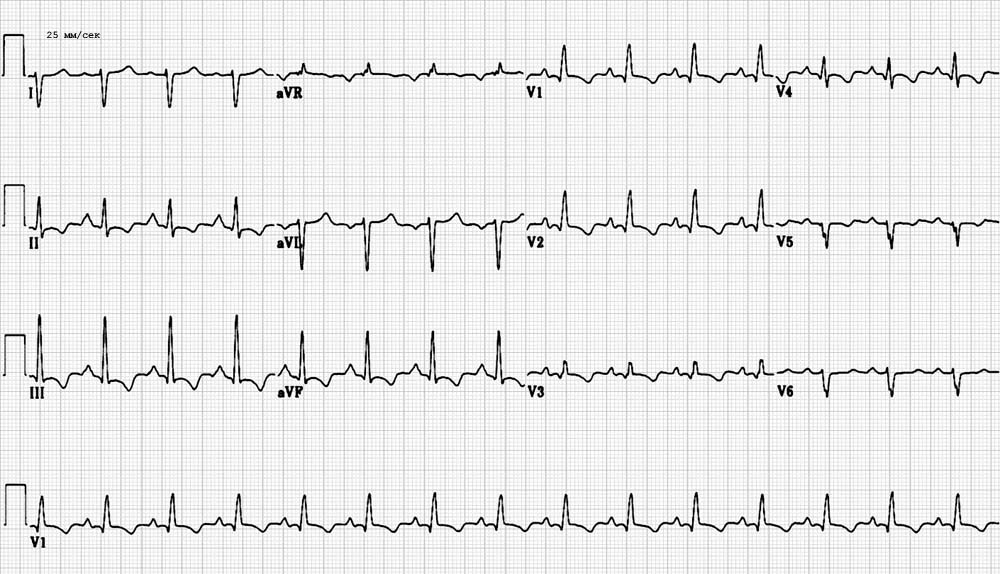 25 мм/сек
I aVR V1 V4
II aVL V2 V5
III aVF V3 V6
V1